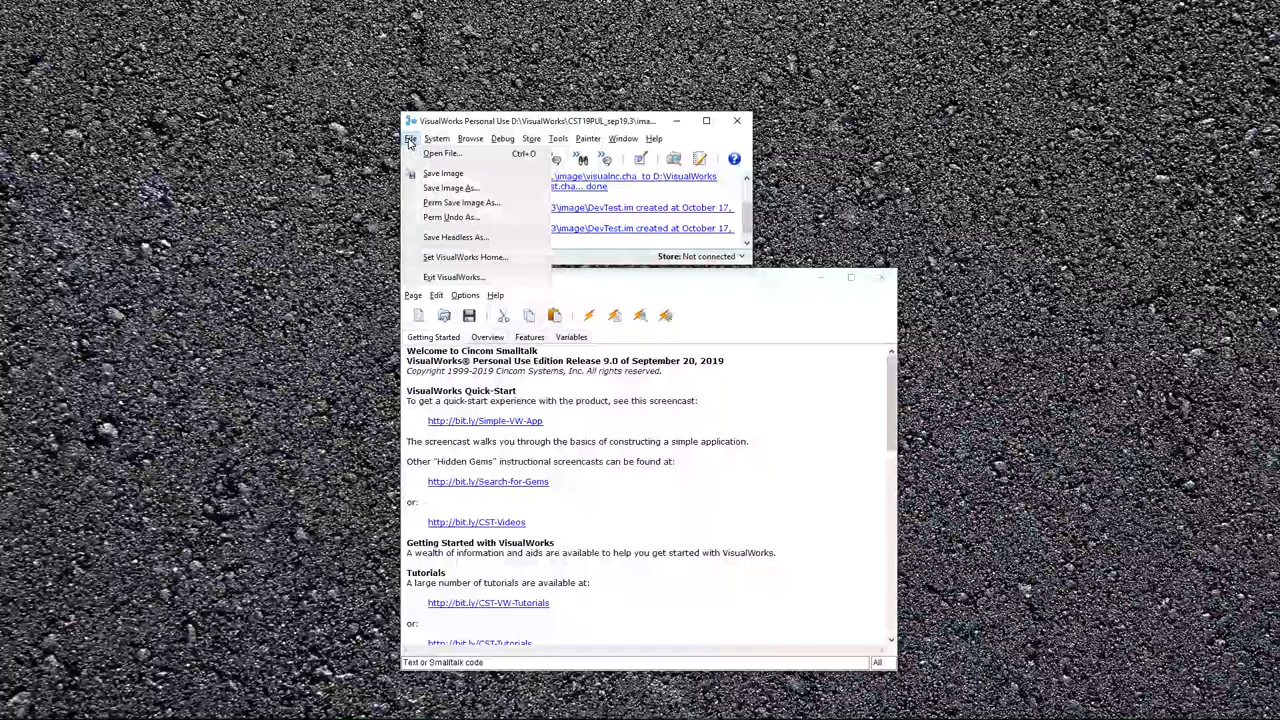 VisualWorks Personal Use D:\VisualWorks\CST19PUL_sep19.3\ima...
File System Browse Debug Store Tools Painter Window Help
Open File... Ctrl+O
Save Image
Save Image As...
Perm Save Image As...
Perm Undo As...
Save Headless As...
Set VisualWorks Home...
Exit VisualWorks...
.\image\visualnc.cha to D:\VisualWorks
st.cha... done
3\image\DevTest.im created at October 17,
3\image\DevTest.im created at October 17,
Store: Not connected
Page Edit Options Help
Getting Started Overview Features Variables
Welcome to Cincom Smalltalk
VisualWorks® Personal Use Edition Release 9.0 of September 20, 2019
Copyright 1999-2019 Cincom Systems, Inc. All rights reserved.
VisualWorks Quick-Start
To get a quick-start experience with the product, see this screencast:
http://bit.ly/Simple-VW-App
The screencast walks you through the basics of constructing a simple application.
Other "Hidden Gems" instructional screencasts can be found at:
http://bit.ly/Search-for-Gems
or:
http://bit.ly/CST-Videos
Getting Started with VisualWorks
A wealth of information and aids are available to help you get started with VisualWorks.
Tutorials
A large number of tutorials are available at:
http://bit.ly/CST-VW-Tutorials
or:
http://bit.ly/CST-Tutorials
Text or Smalltalk code All